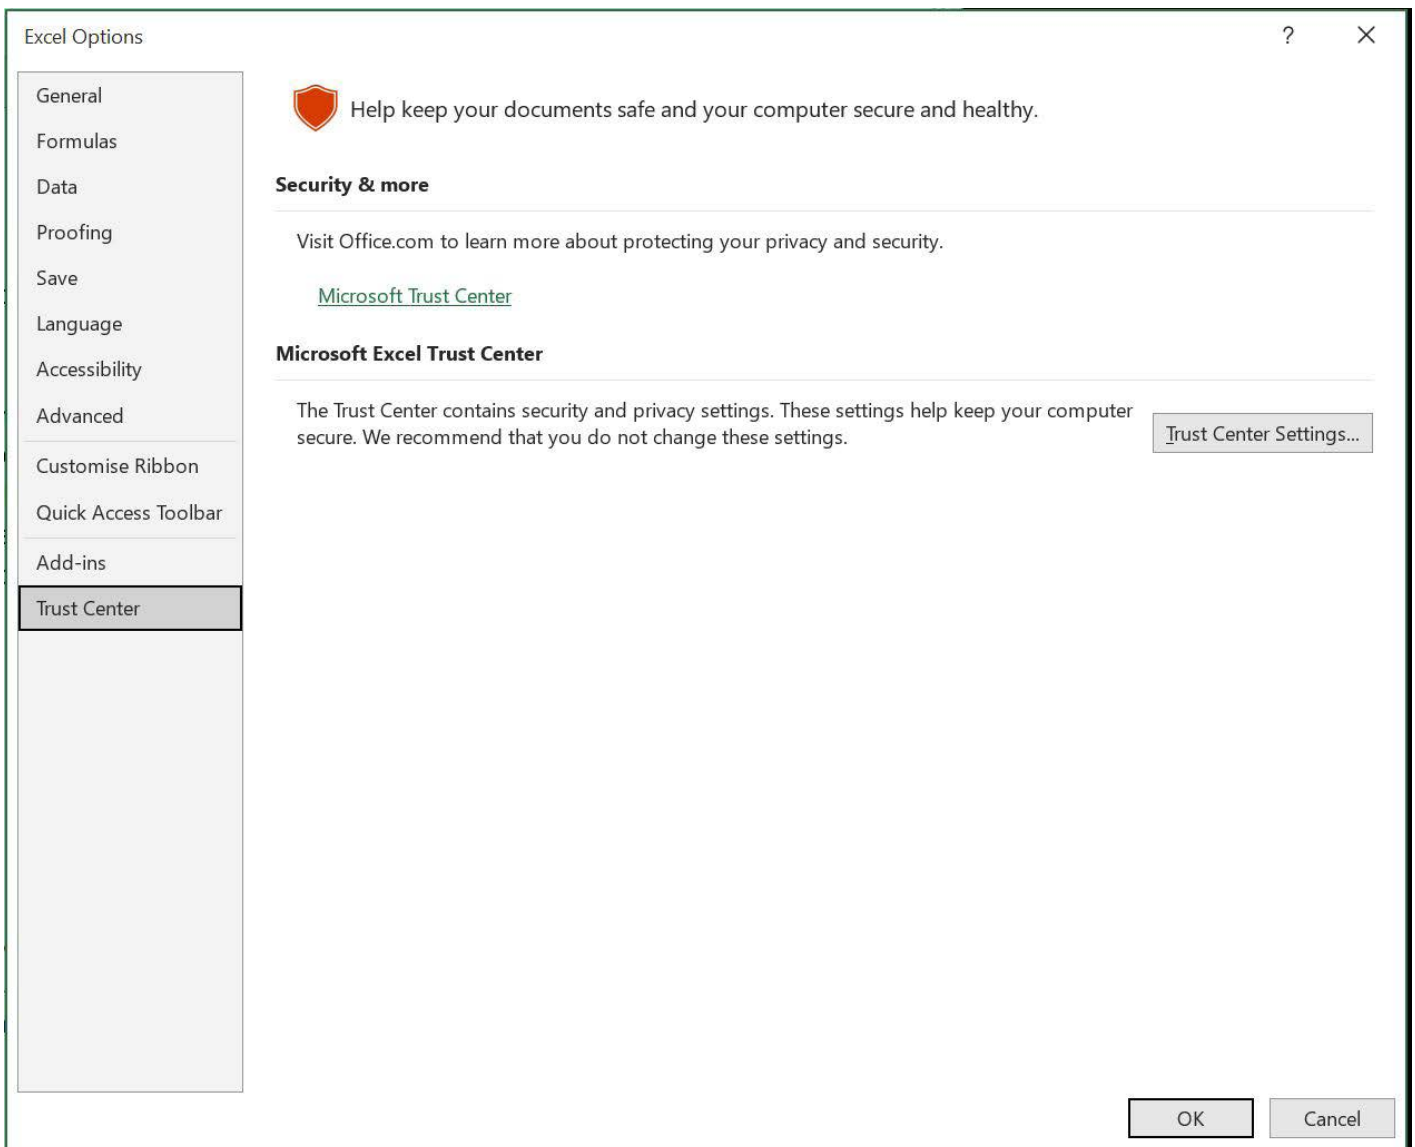 Excel Options
?
General
Formulas
Data
Proofing
Save
Language
Accessibility
Advanced
Customise Ribbon
Quick Access Toolbar
Add-ins
Trust Center
Help keep your documents safe and your computer secure and healthy.
Security & more
Visit Office.com to learn more about protecting your privacy and security.
Microsoft Trust Center
Microsoft Excel Trust Center
The Trust Center contains security and privacy settings. These settings help keep your computer
secure. We recommend that you do not change these settings.
Trust Center Settings...
OK
Cancel